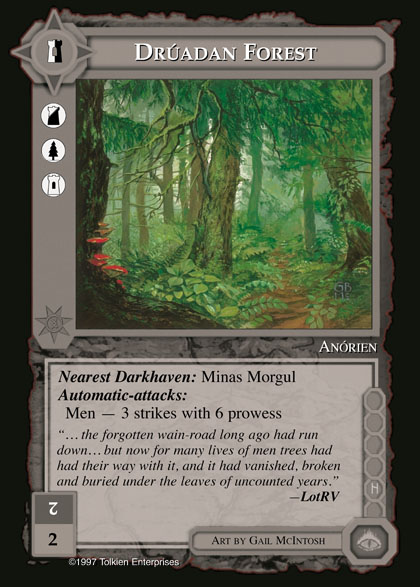 DRÚADAN FOREST
GB
Mc
ANÓRIEN
Nearest Darkhaven: Minas Morgul
Automatic-attacks:
Men — 3 strikes with 6 prowess
“… the forgotten wain-road long ago had run
down… but now for many lives of men trees had
had their way with it, and it had vanished, broken
and buried under the leaves of uncounted years.”
–LotRV
H
2
2
ART BY GAIL MCINTOSH
©1997 Tolkien Enterprises